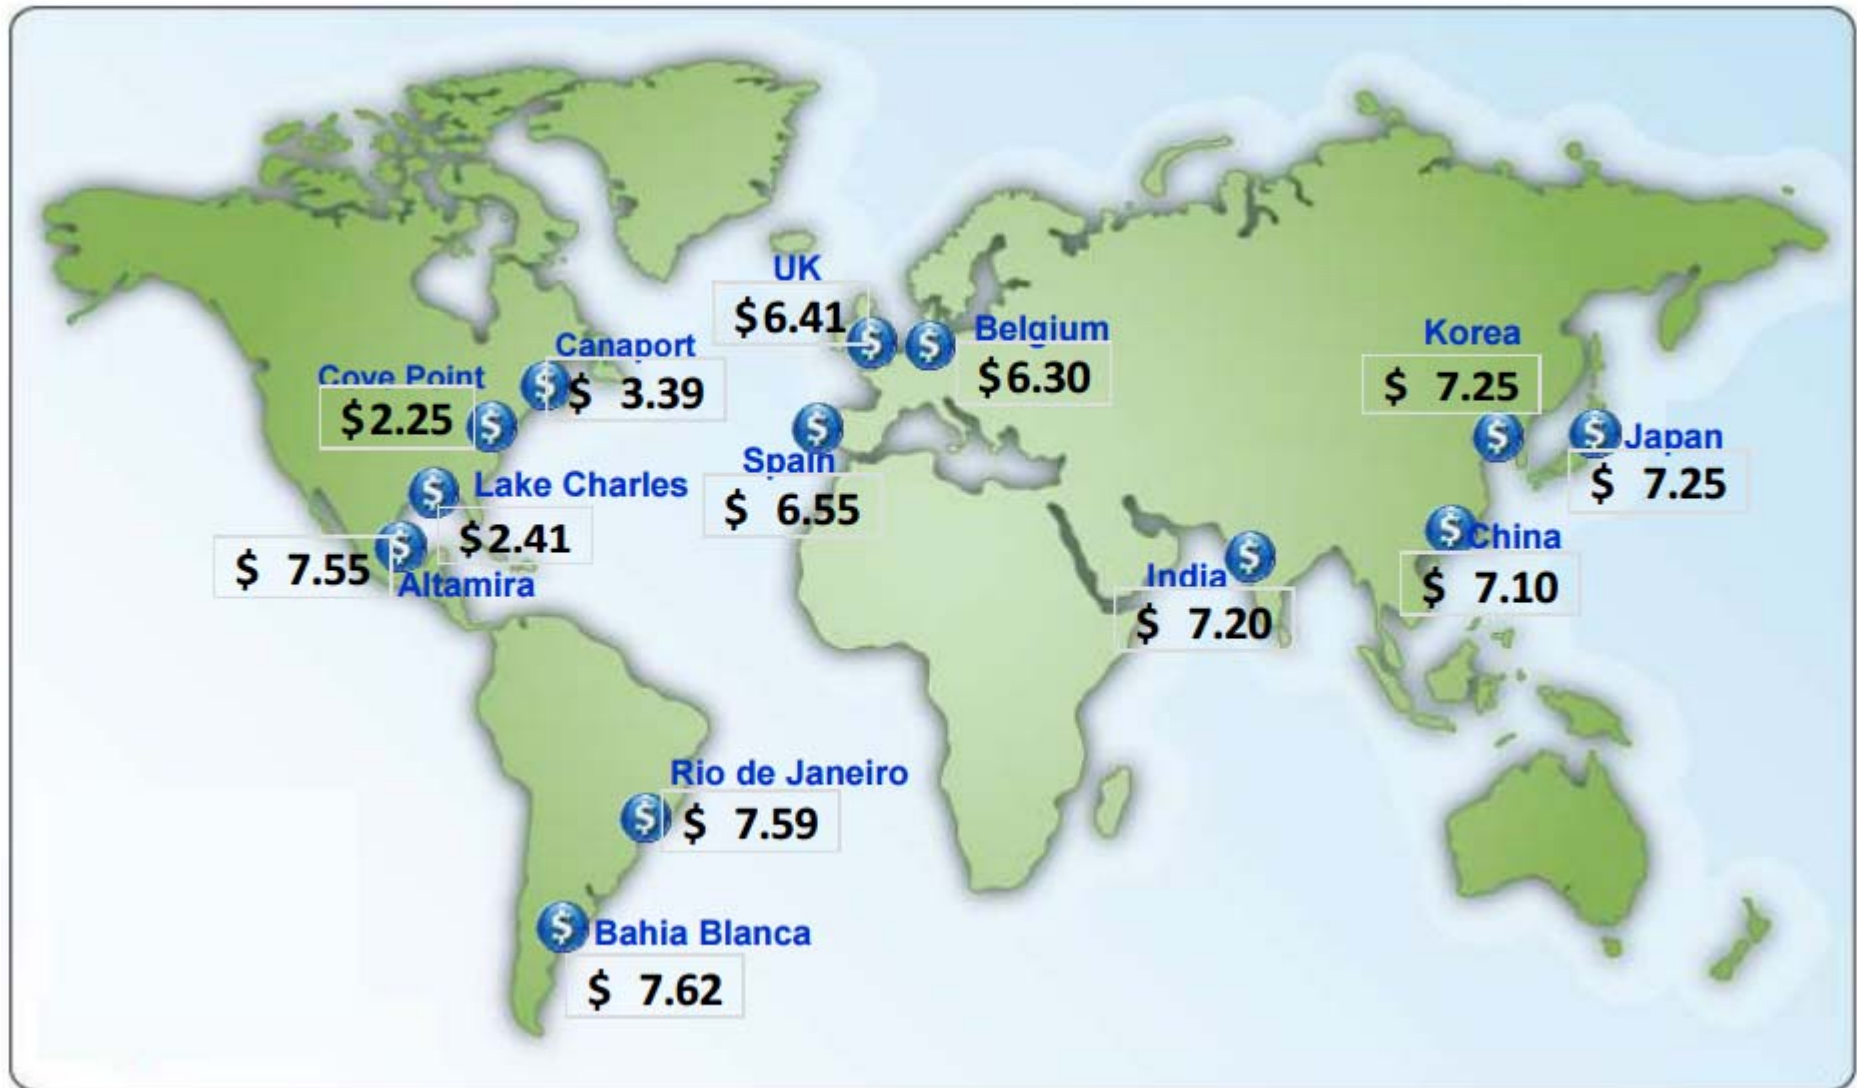 UK
$6.41
Belgium
$6.30
Korea
$ 7.25
Canaport
$ 3.39
Cove Point
$2.25
Japan
$ 7.25
Spain
$ 6.55
Lake Charles
$2.41
China
$ 7.10
$ 7.55
Altamira
India
$ 7.20
Rio de Janeiro
$ 7.59
Bahia Blanca
$ 7.62